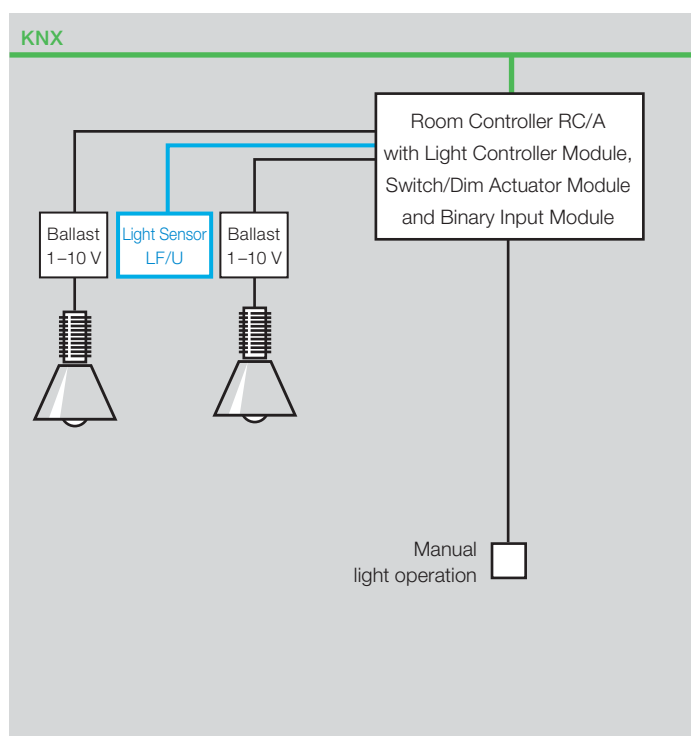 KNX
Room Controller RC/A
with Light Controller Module,
Switch/Dim Actuator Module
and Binary Input Module
Ballast
1–10 V
Light Sensor
LF/U
Ballast
1–10 V
Manual
light operation